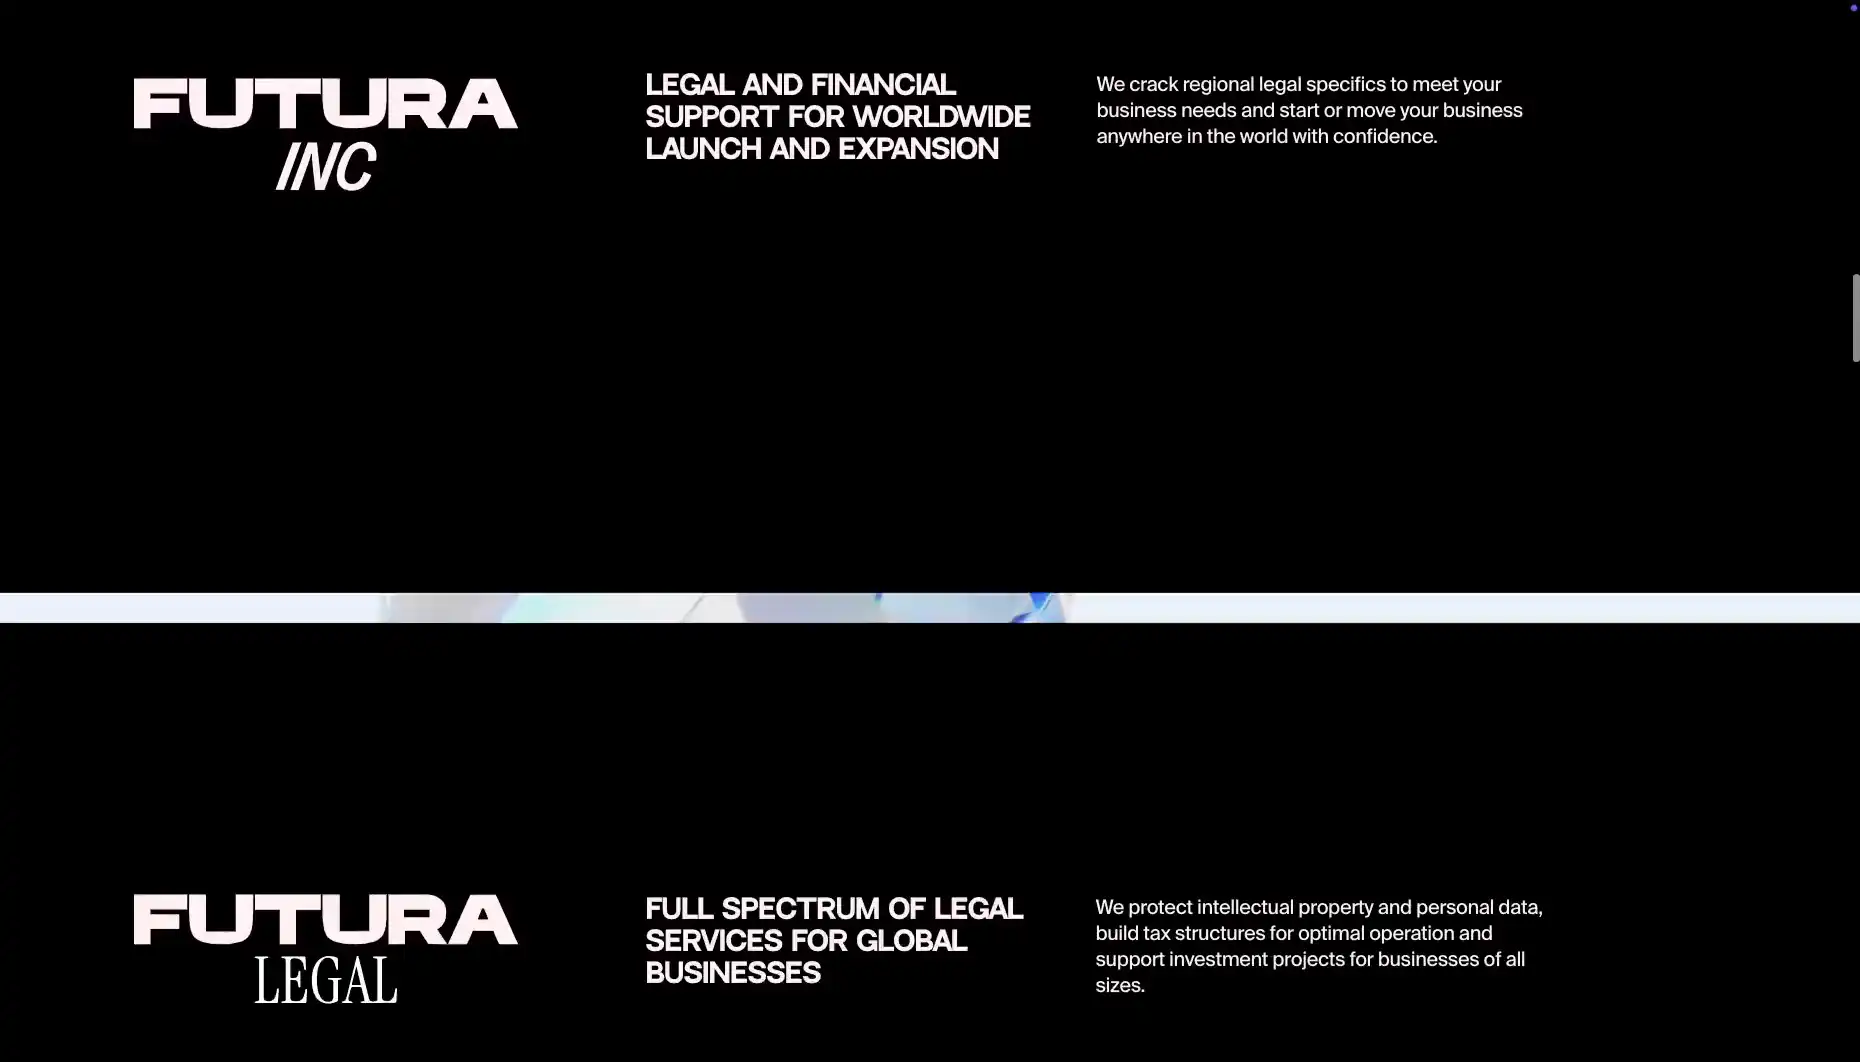 FUTURA
INC
LEGAL AND FINANCIAL
SUPPORT FOR WORLDWIDE
LAUNCH AND EXPANSION
We crack regional legal specifics to meet your
business needs and start or move your business
anywhere in the world with confidence.
FUTURA
LEGAL
FULL SPECTRUM OF LEGAL
SERVICES FOR GLOBAL
BUSINESSES
We protect intellectual property and personal data,
build tax structures for optimal operation and
support investment projects for businesses of all
sizes.